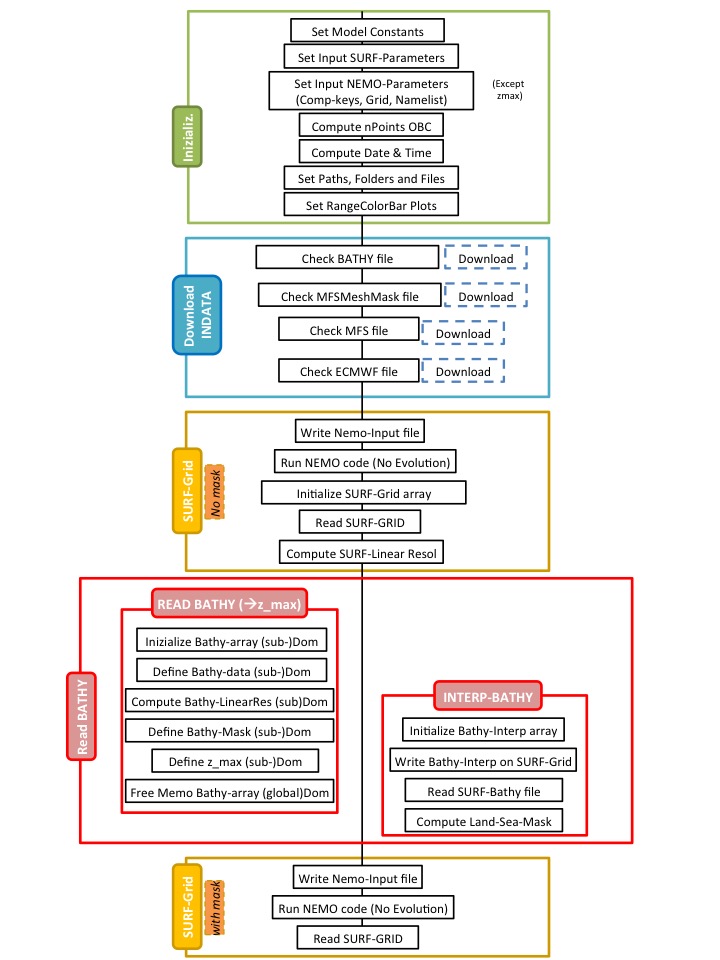 Set Model Constants
Set Input SURF-Parameters
Set Input NEMO-Parameters
(Comp-keys, Grid, Namelist)
(Except
zmax)
Inizializ.
Compute nPoints OBC
Compute Date & Time
Set Paths, Folders and Files
Set RangeColorBar Plots
Download
INDATA
Check BATHY file
Download
Check MFSMeshMask file
Download
Check MFS file
Download
Check ECMWF file
Download
SURF-Grid
No mask
Write Nemo-Input file
Run NEMO code (No Evolution)
Initialize SURF-Grid array
Read SURF-GRID
Compute SURF-Linear Resol
Read BATHY
READ BATHY (→z_max)
Inizialize Bathy-array (sub-)Dom
Define Bathy-data (sub-)Dom
Compute Bathy-LinearRes (sub)Dom
Define Bathy-Mask (sub-)Dom
Define z_max (sub-)Dom
Free Memo Bathy-array (global)Dom
INTERP-BATHY
Initialize Bathy-Interp array
Write Bathy-Interp on SURF-Grid
Read SURF-Bathy file
Compute Land-Sea-Mask
SURF-Grid
with mask
Write Nemo-Input file
Run NEMO code (No Evolution)
Read SURF-GRID